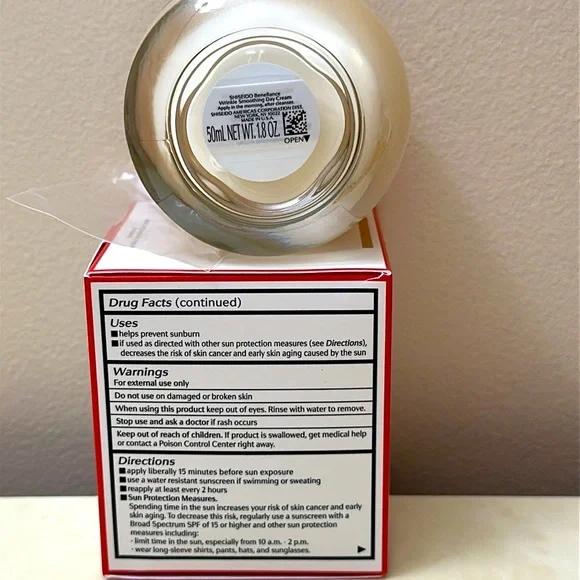 SHISEIDO Benefiance
Wrinkle Smoothing Day Cream
Apply in the morning, after cleanser.
SHISEIDO AMERICAS CORPORATION DIST.
NEW YORK, NY 10022
MADE IN U.S.A.
50mL NET WT. 1.8 OZ.
OPEN▼
Drug Facts (continued)
Uses
■ helps prevent sunburn
■ if used as directed with other sun protection measures (see Directions),
decreases the risk of skin cancer and early skin aging caused by the sun
Warnings
For external use only
Do not use on damaged or broken skin
When using this product keep out of eyes. Rinse with water to remove.
Stop use and ask a doctor if rash occurs
Keep out of reach of children. If product is swallowed, get medical help
or contact a Poison Control Center right away.
Directions
■ apply liberally 15 minutes before sun exposure
■ use a water resistant sunscreen if swimming or sweating
■ reapply at least every 2 hours
■ Sun Protection Measures.
Spending time in the sun increases your risk of skin cancer and early
skin aging. To decrease this risk, regularly use a sunscreen with a
Broad Spectrum SPF of 15 or higher and other sun protection
measures including:
· limit time in the sun, especially from 10 a.m. - 2 p.m.
· wear long-sleeve shirts, pants, hats, and sunglasses.